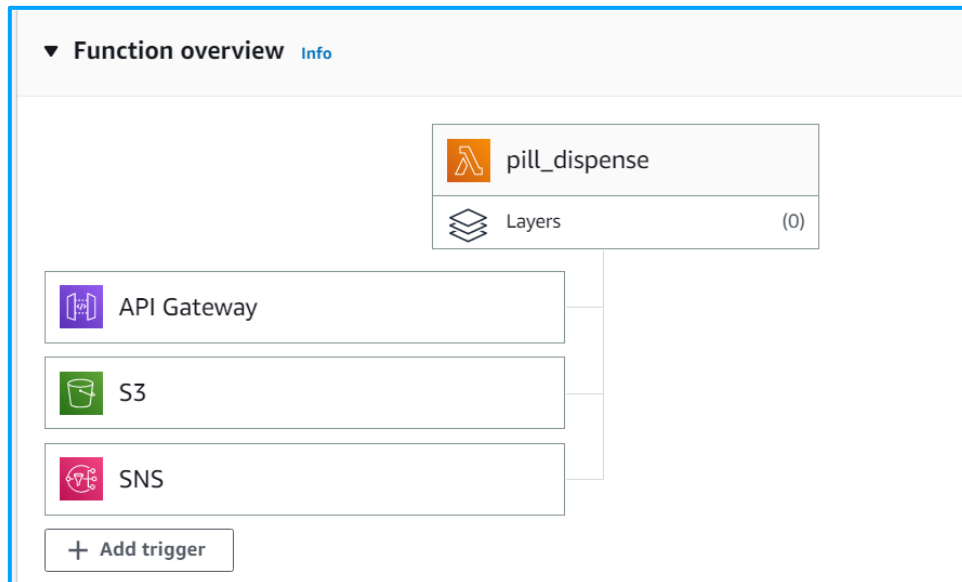 Function overview Info
pill_dispense
Layers (0)
API Gateway
S3
SNS
Add trigger